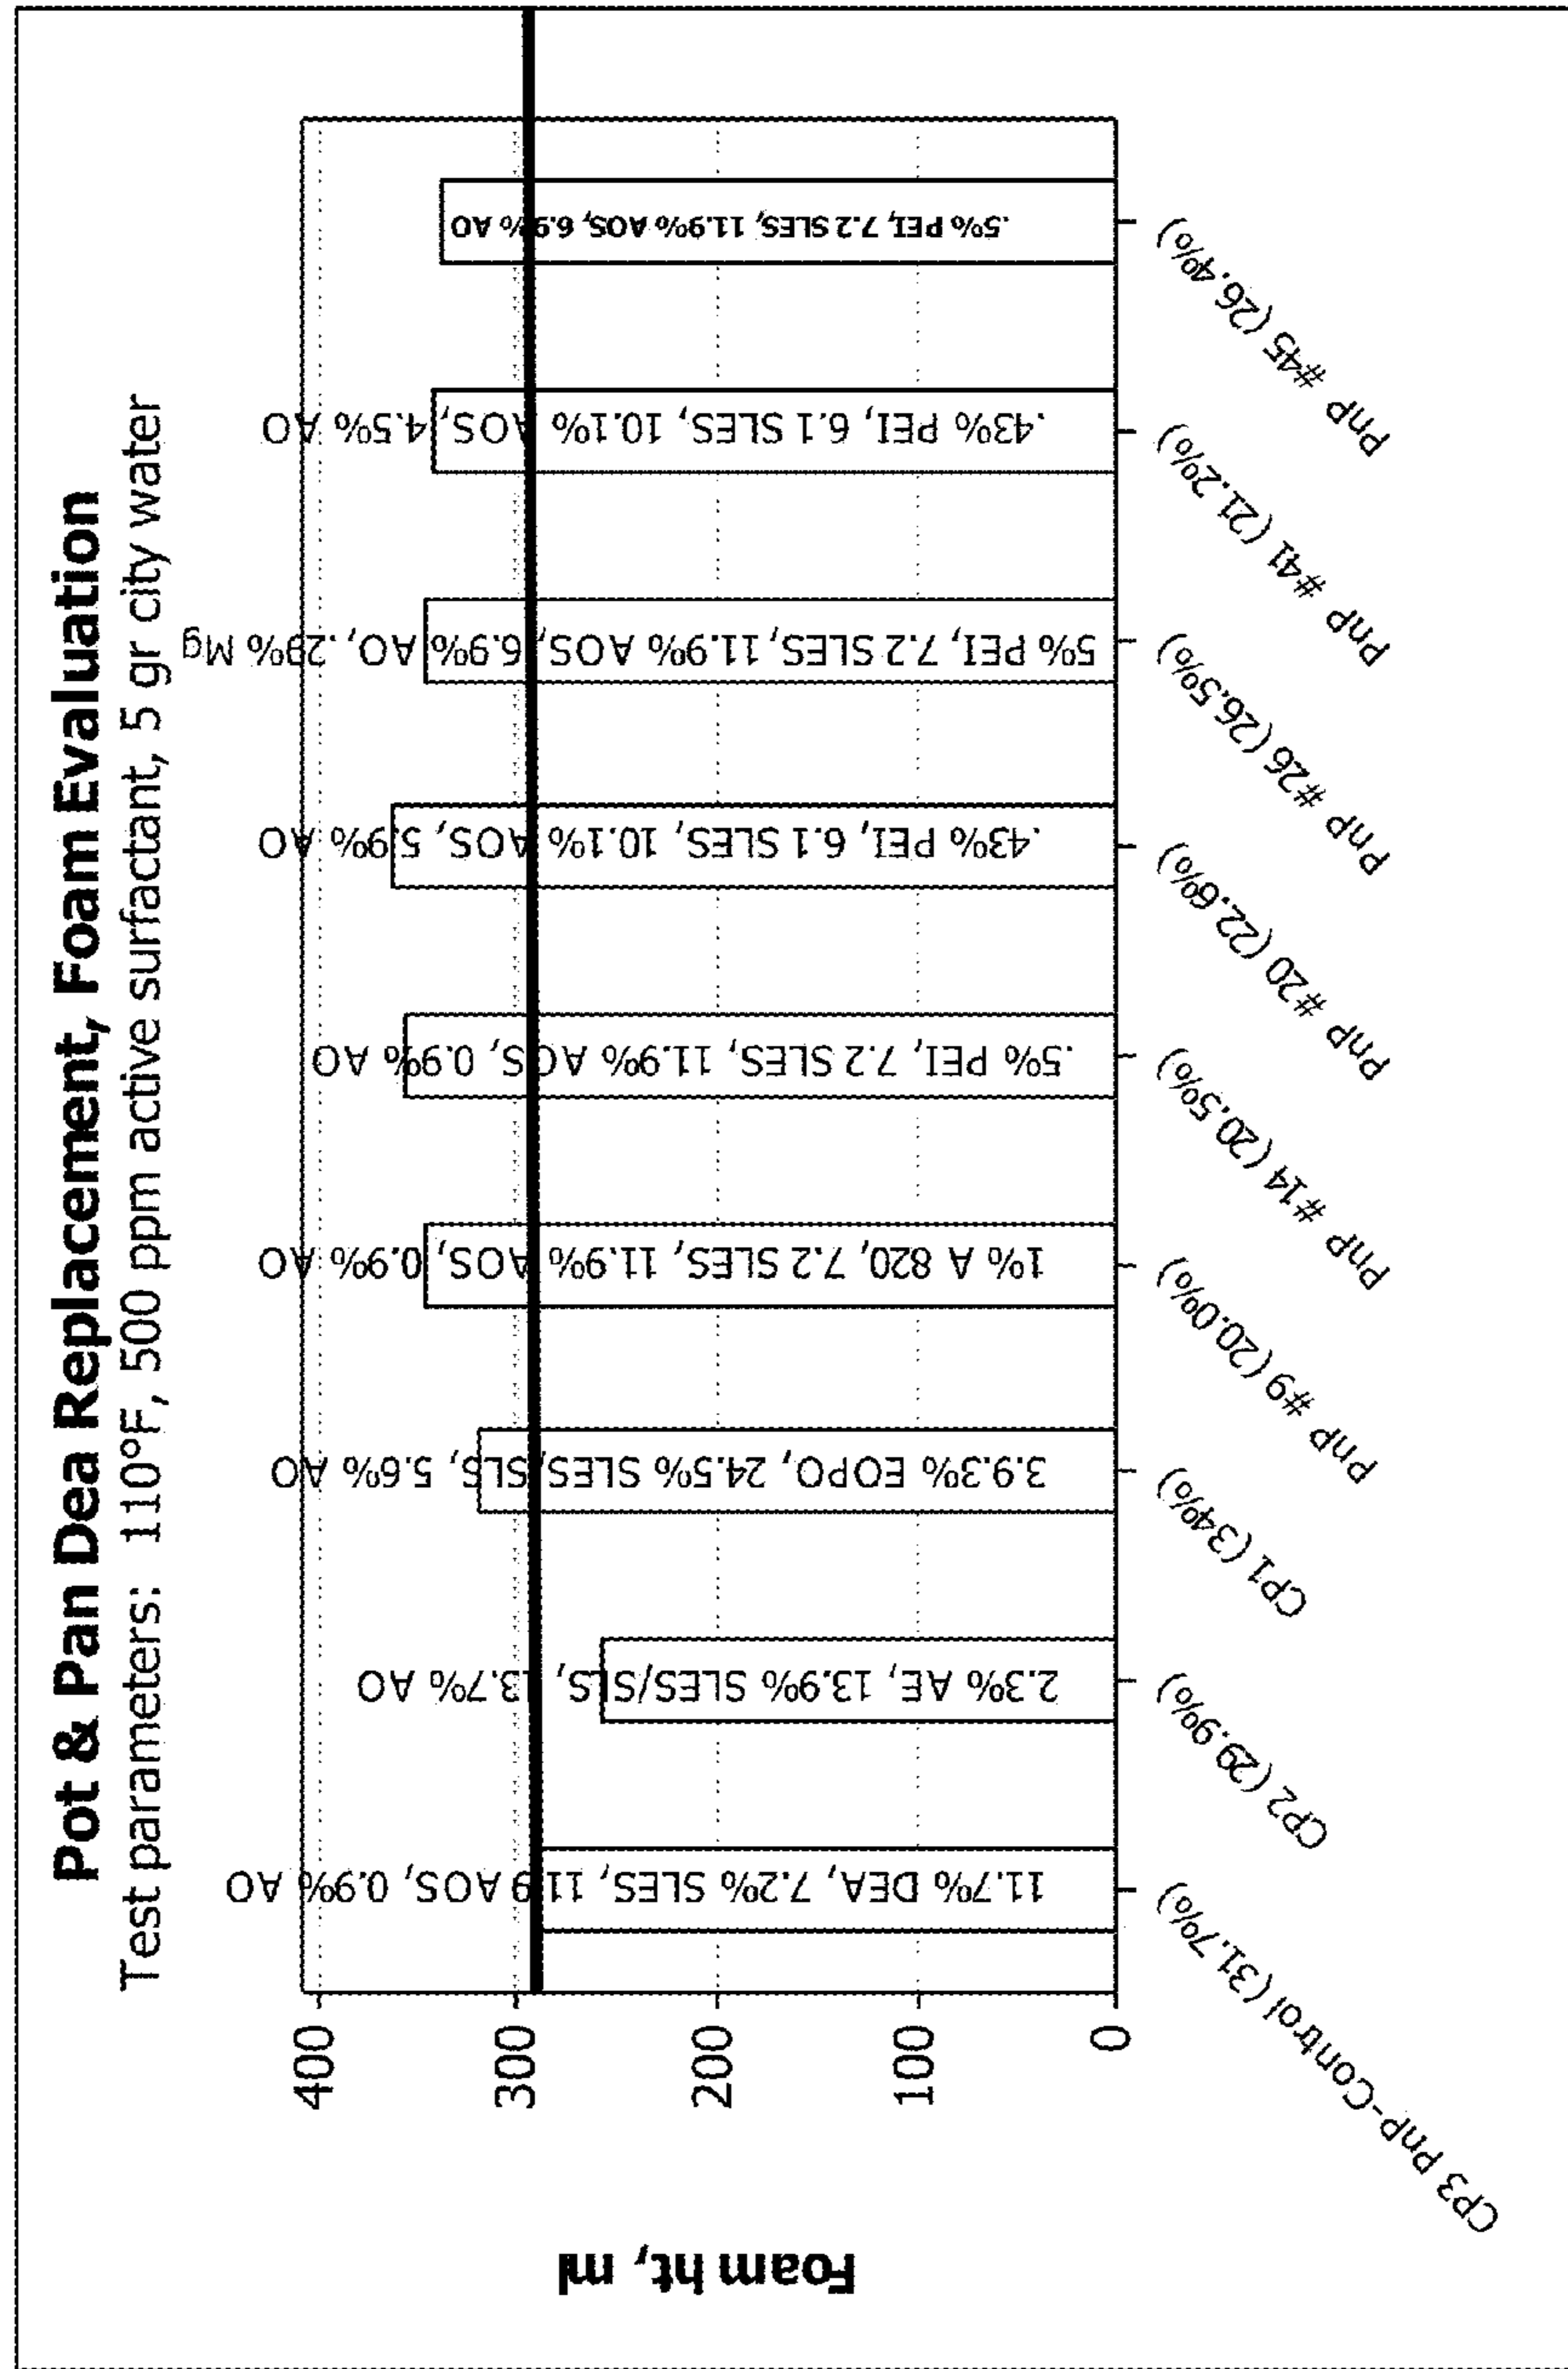 Pot & Pan Dea Replacement, Foam Evaluation
Test parameters:  110°F, 500 ppm active surfactant, 5 gr city water
Foam ht, ml
400
300
200
100
0
11.7% DEA, 7.2% SLES, 11.9 AOS, 0.9% AO
2.3% AE, 13.9% SLES/SLS, 13.7% AO
3.9.3% EOPO, 24.5% SLES/SLS, 5.6% AO
1% A 820, 7.2 SLES, 11.9% AOS, 0.9% AO
.5% PEI, 7.2 SLES, 11.9% AOS, 0.9% AO
.43% PEI, 6.1 SLES, 10.1% AOS, 5.9% AO
5% PEI, 7.2 SLES, 11.9% AOS, 6.9% AO, .29% Mg
.43% PEI, 6.1 SLES, 10.1% AOS, 4.5% AO
.5% PEI, 7.2 SLES, 11.9% AOS, 6.9% AO
CP3 PnP-Control (31.7%)
CP2 (29.9%)
CP1 (34%)
PnP #9 (20.0%)
PnP #14 (20.5%)
PnP #20 (22.6%)
PnP #26 (26.5%)
PnP #41 (21.2%)
PnP #45 (26.4%)